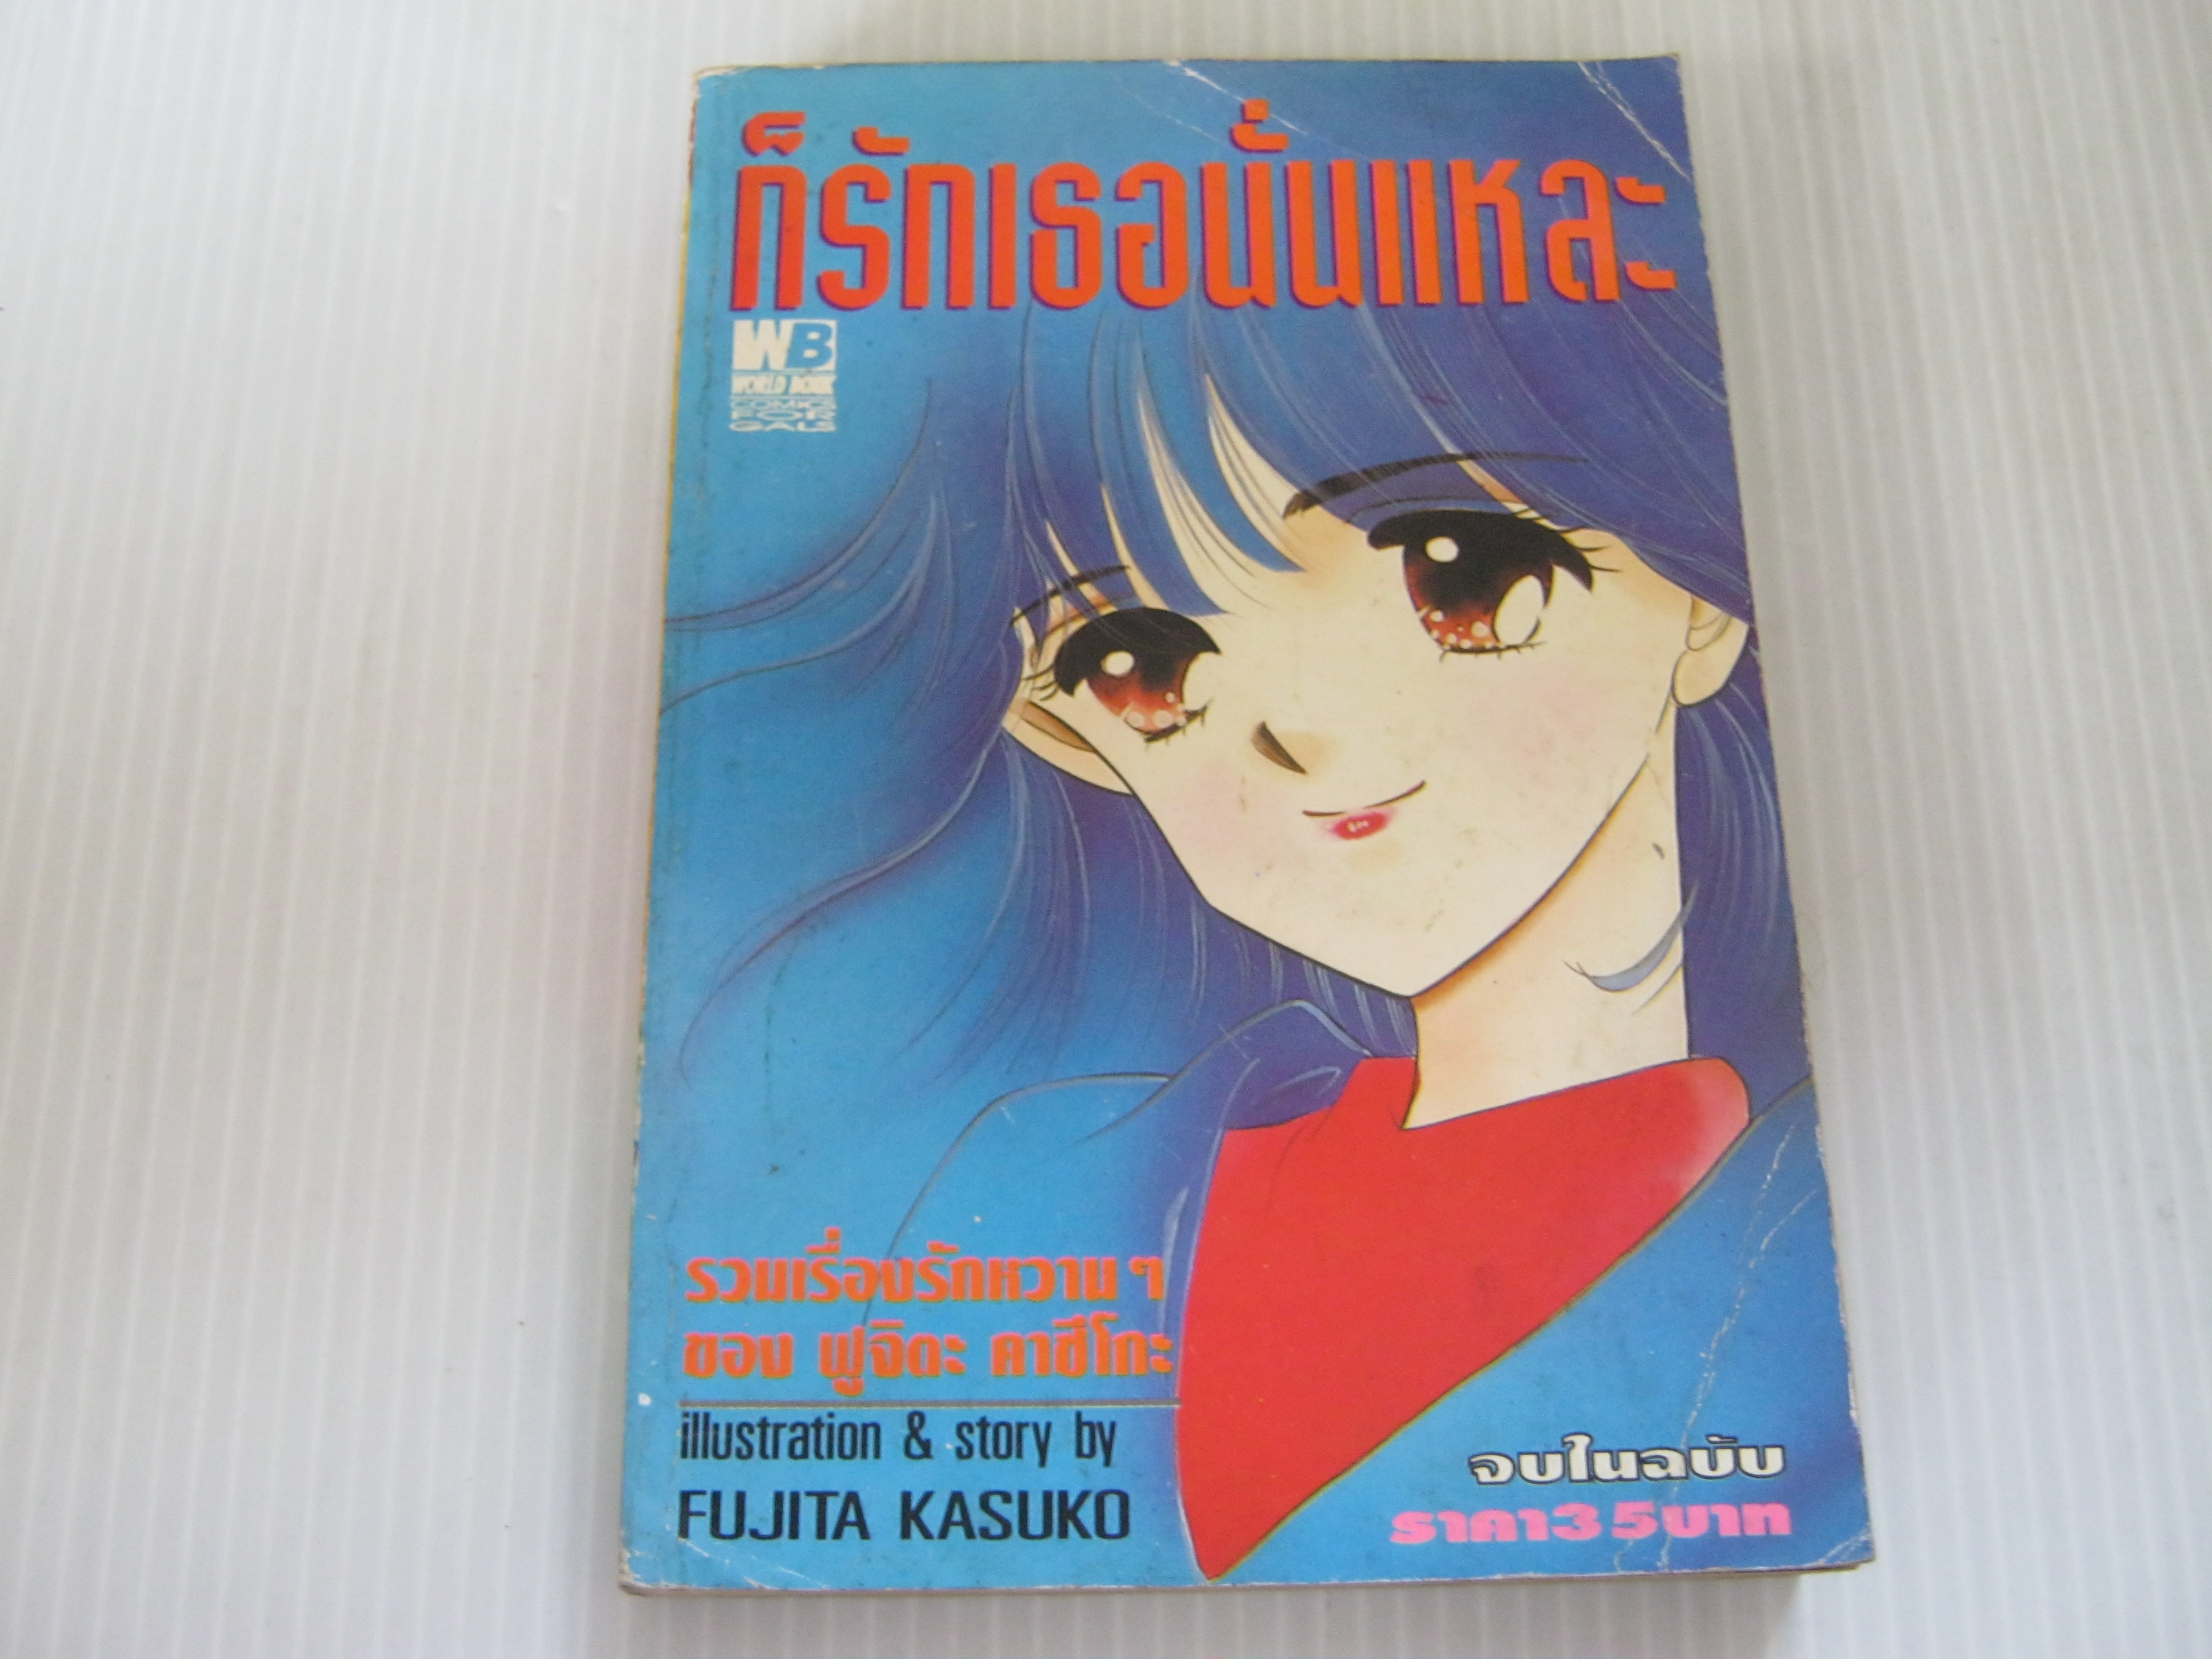 ก็รักเธอนั่นแหละ
WB
WORLD BOOK
COMICS
FOR
GALS
รวมเรื่องรักหวาน ๆ
ของ ฟูจิตะ คาซึโกะ
illustration & story by
FUJITA KASUKO
จบในฉบับ
ราคา35บาท